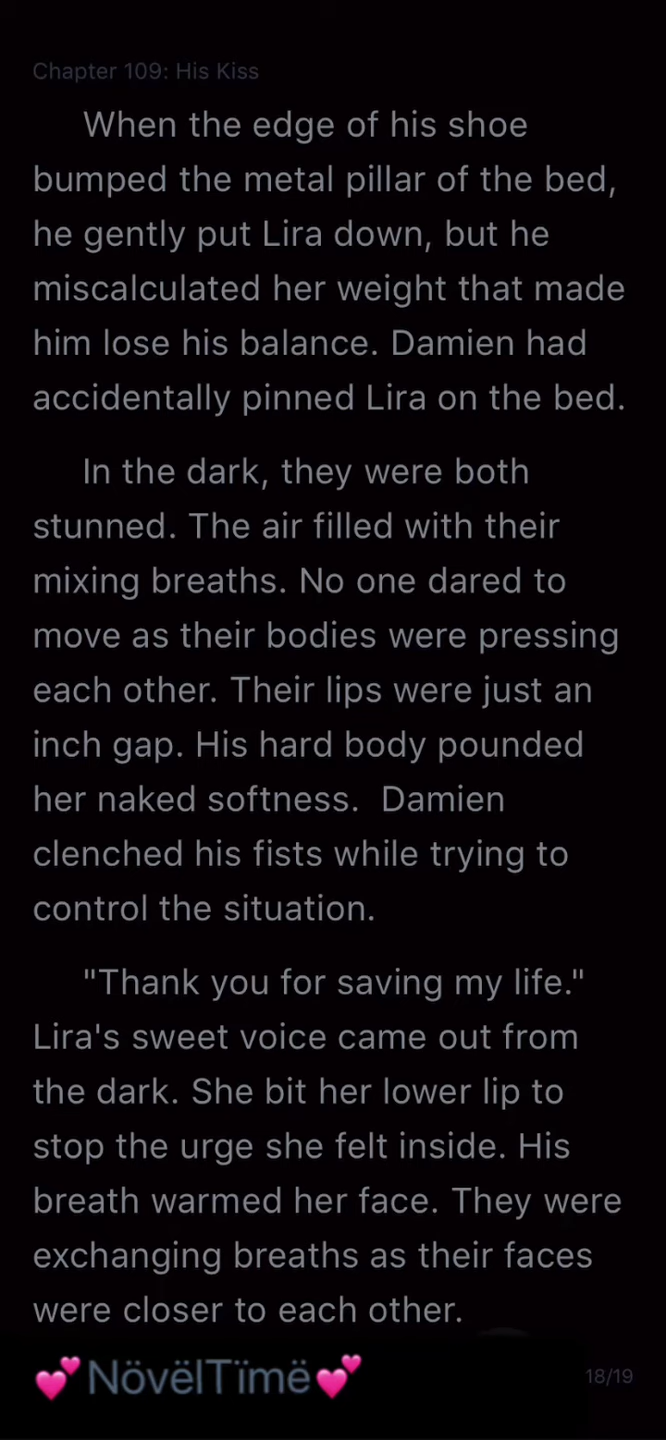 Chapter 109: His Kiss
When the edge of his shoe
bumped the metal pillar of the bed,
he gently put Lira down, but he
miscalculated her weight that made
him lose his balance. Damien had
accidentally pinned Lira on the bed.
In the dark, they were both
stunned. The air filled with their
mixing breaths. No one dared to
move as their bodies were pressing
each other. Their lips were just an
inch gap. His hard body pounded
her naked softness.  Damien
clenched his fists while trying to
control the situation.
"Thank you for saving my life."
Lira's sweet voice came out from
the dark. She bit her lower lip to
stop the urge she felt inside. His
breath warmed her face. They were
exchanging breaths as their faces
were closer to each other.
💕NövëlTïmë💕
18/19